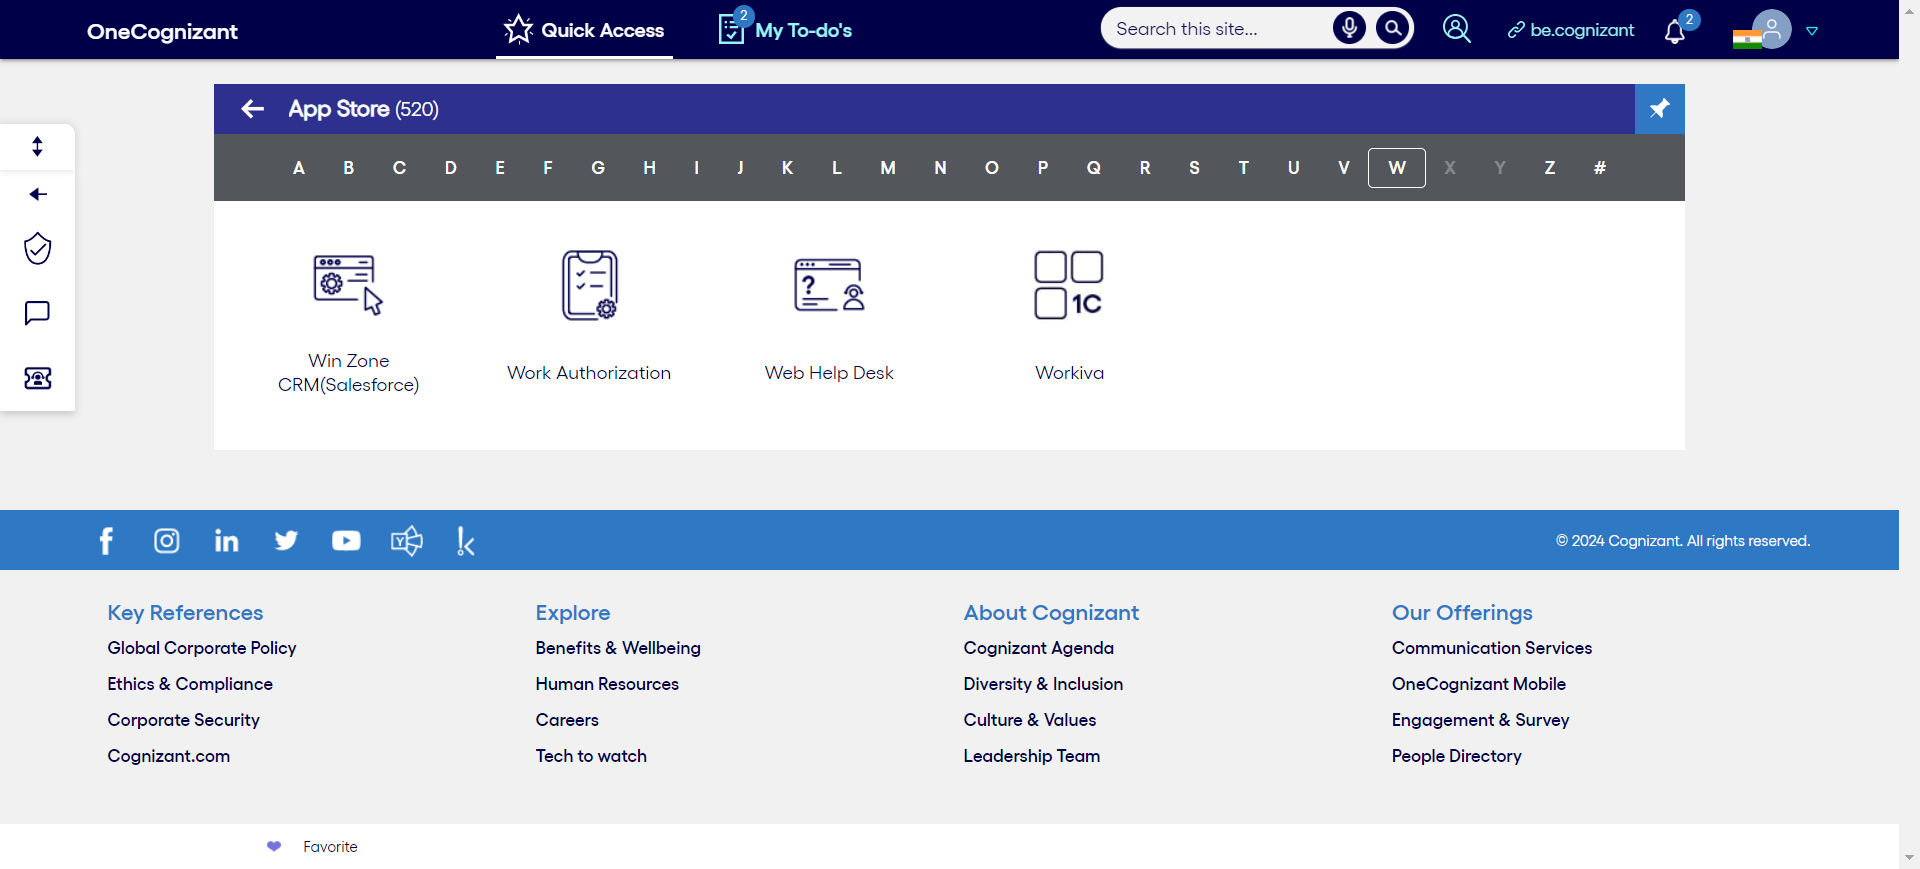 OneCognizant
Quick Access
2
My To-do's
Search this site...
be.cognizant
2
App Store (520)
A B C D E F G H I J K L M N O P Q R S T U V W X Y Z #
Win Zone
CRM(Salesforce)
Work Authorization
?
Web Help Desk
1C
Workiva
© 2024 Cognizant. All rights reserved.
Key References
Global Corporate Policy
Ethics & Compliance
Corporate Security
Cognizant.com
Explore
Benefits & Wellbeing
Human Resources
Careers
Tech to watch
About Cognizant
Cognizant Agenda
Diversity & Inclusion
Culture & Values
Leadership Team
Our Offerings
Communication Services
OneCognizant Mobile
Engagement & Survey
People Directory
Favorite